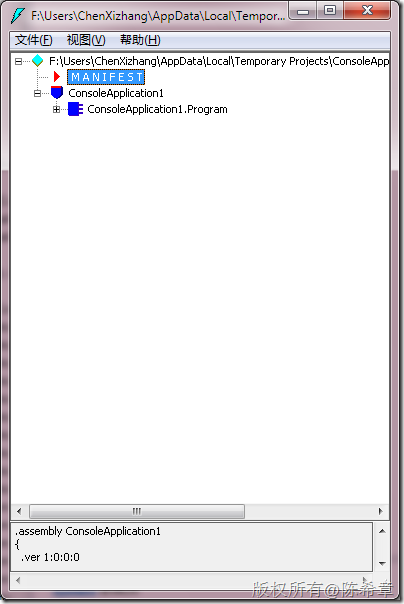 F:\Users\ChenXizhang\AppData\Local\Tempor...
文件(F) 视图(V) 帮助(H)
F:\Users\ChenXizhang\AppData\Local\Temporary Projects\ConsoleApp
MANIFEST
ConsoleApplication1
ConsoleApplication1.Program
.assembly ConsoleApplication1
{
.ver 1:0:0:0
版权所有@陈希章